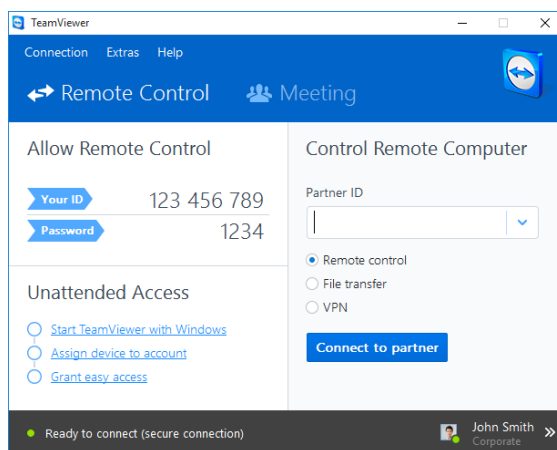 TeamViewer
Connection Extras Help
Remote Control Meeting
Allow Remote Control
Your ID 123 456 789
Password 1234
Unattended Access
Start TeamViewer with Windows
Assign device to account
Grant easy access
Control Remote Computer
Partner ID
Remote control
File transfer
VPN
Connect to partner
Ready to connect (secure connection)
John Smith
Corporate